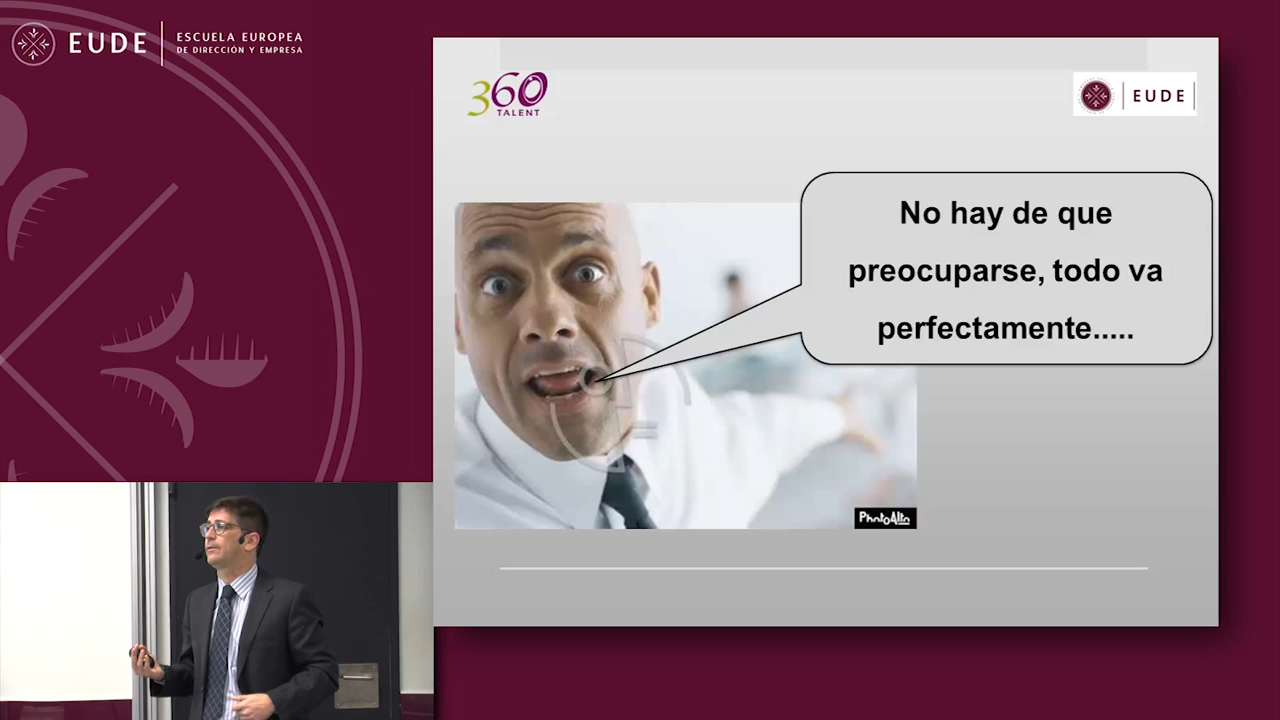 EUDE
ESCUELA EUROPEA
DE DIRECCIÓN Y EMPRESA
360
TALENT
EUDE
No hay de que
preocuparse, todo va
perfectamente.....
PhotoAlto